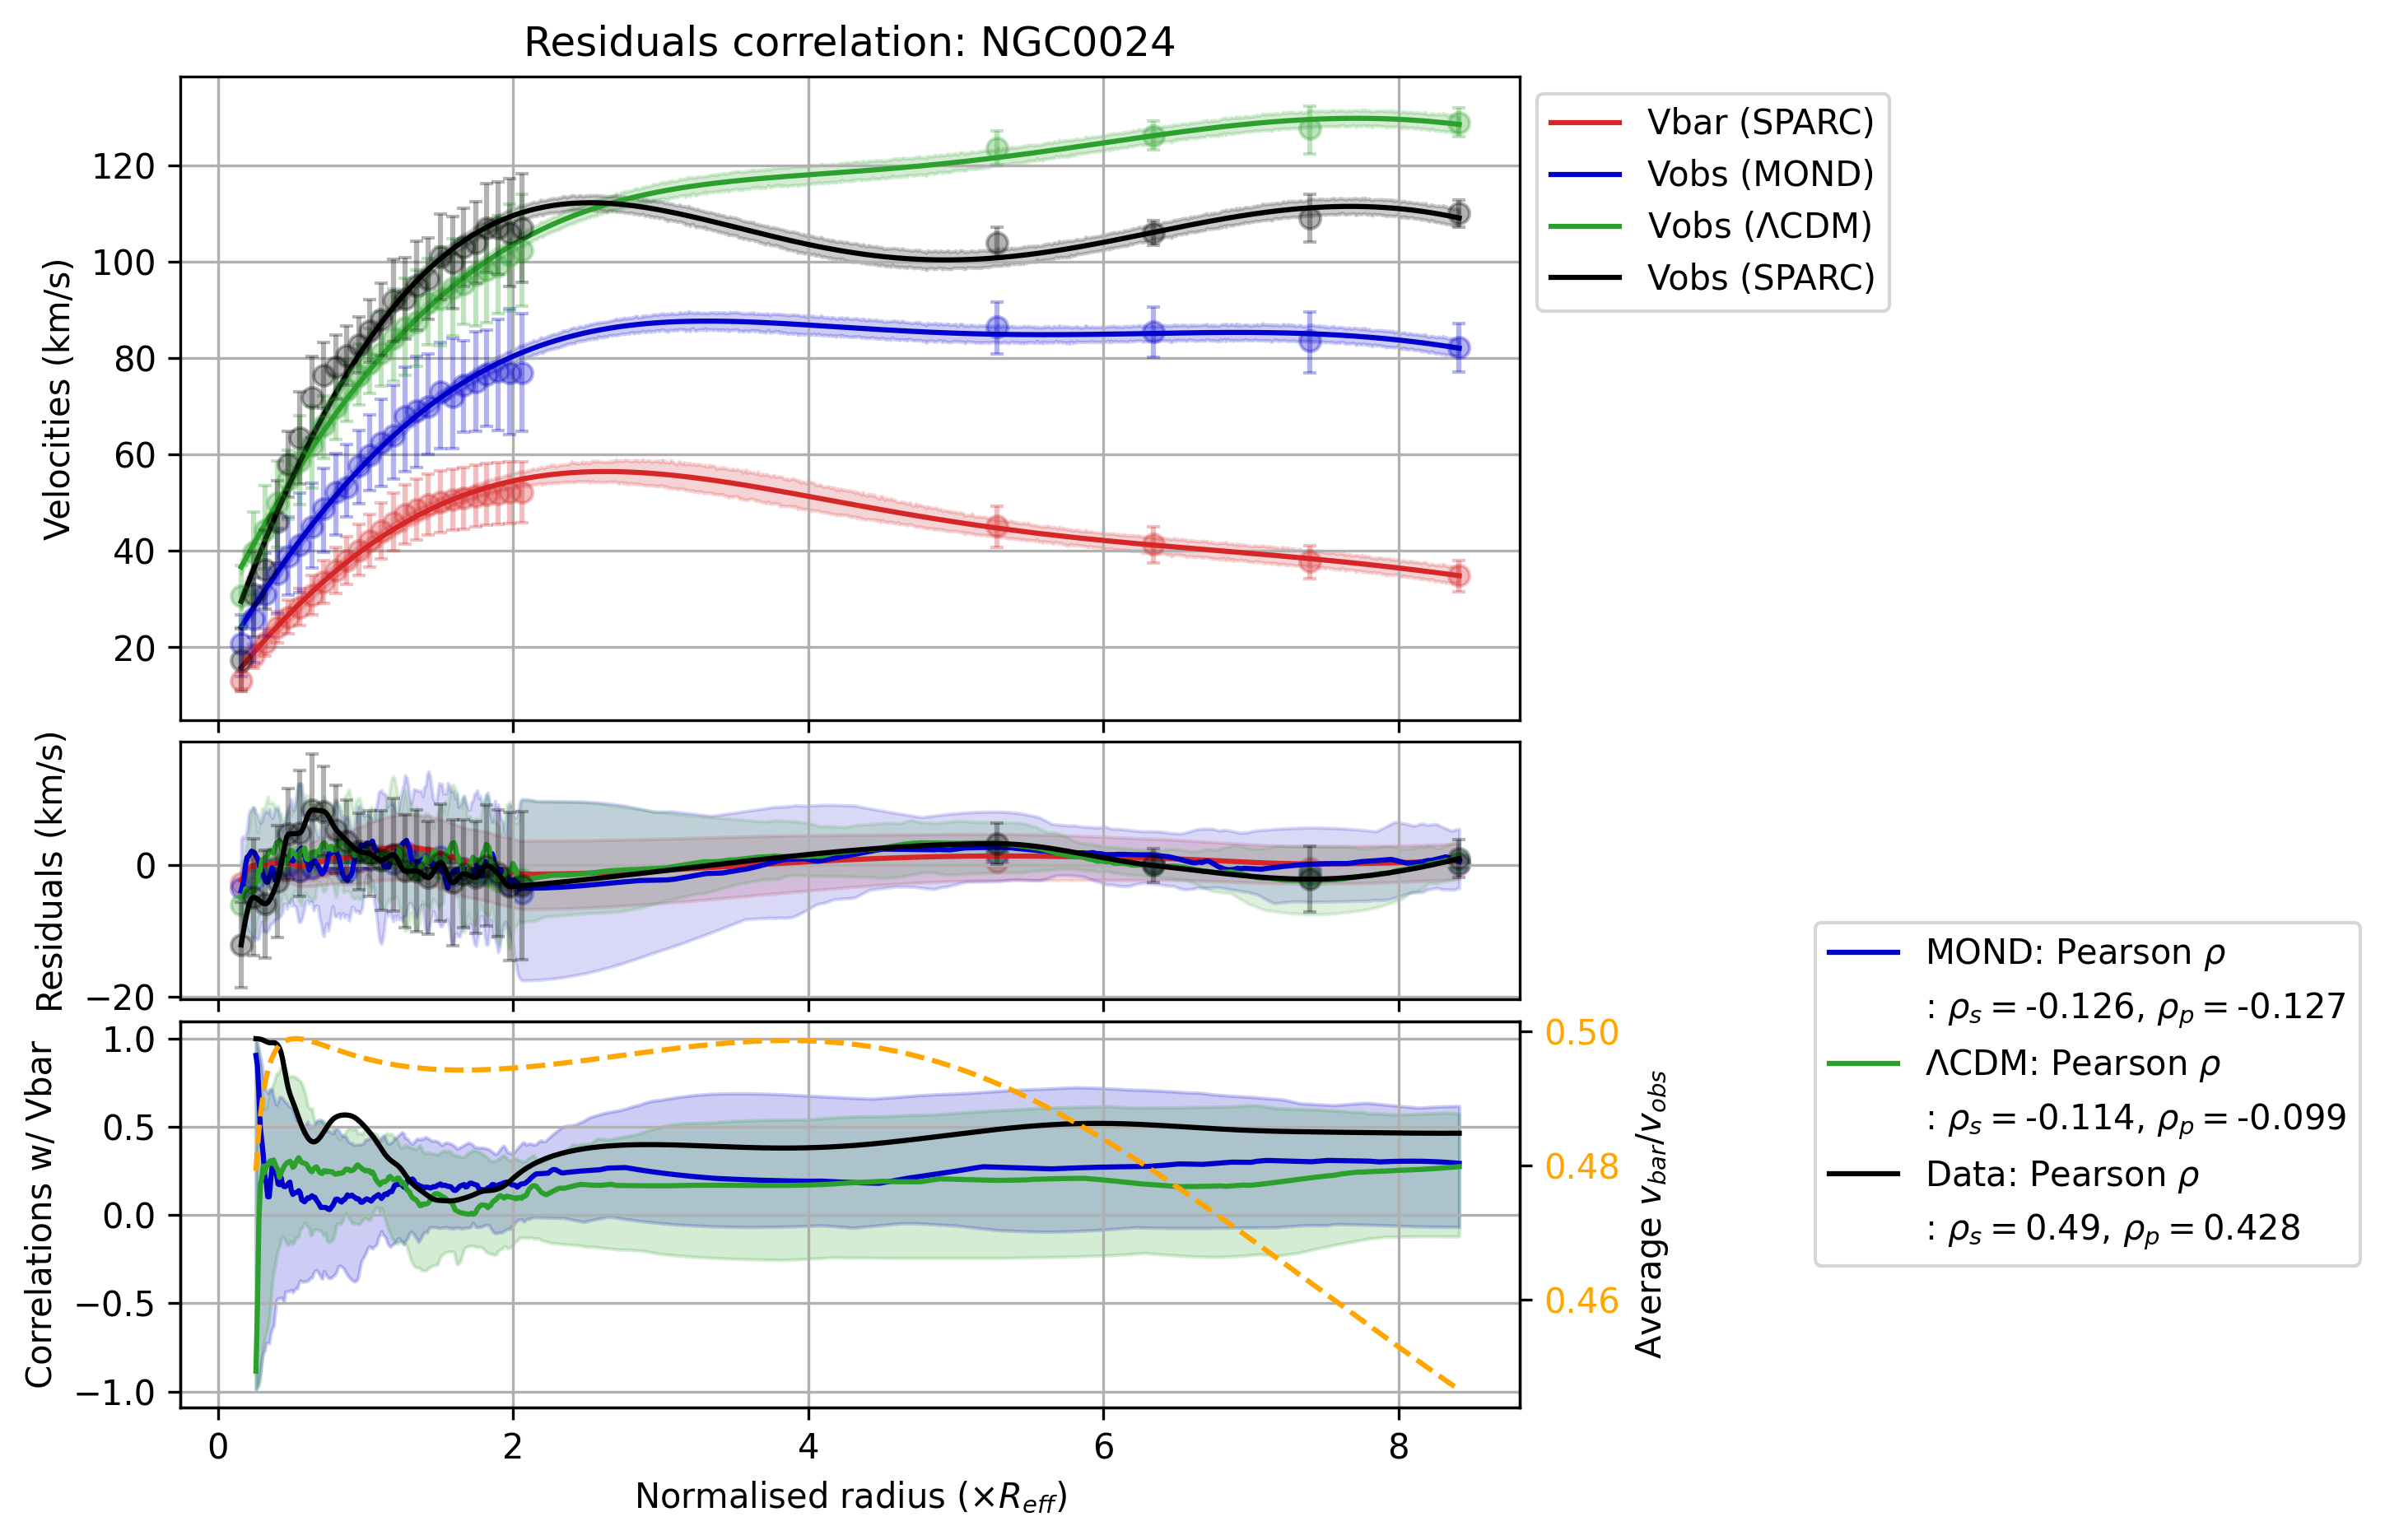 Residuals correlation: NGC0024
Velocities (km/s)
120
100
80
60
40
20
Vbar (SPARC)
Vobs (MOND)
Vobs (ΛCDM)
Vobs (SPARC)
Residuals (km/s)
0
−20
Correlations w/ Vbar
1.0
0.5
0.0
−0.5
−1.0
0.50
0.48
0.46
Average v_bar/v_obs
MOND: Pearson ρ
: ρ_s = -0.126, ρ_p = -0.127
ΛCDM: Pearson ρ
: ρ_s = -0.114, ρ_p = -0.099
Data: Pearson ρ
: ρ_s = 0.49, ρ_p = 0.428
0 2 4 6 8
Normalised radius (×R_eff)